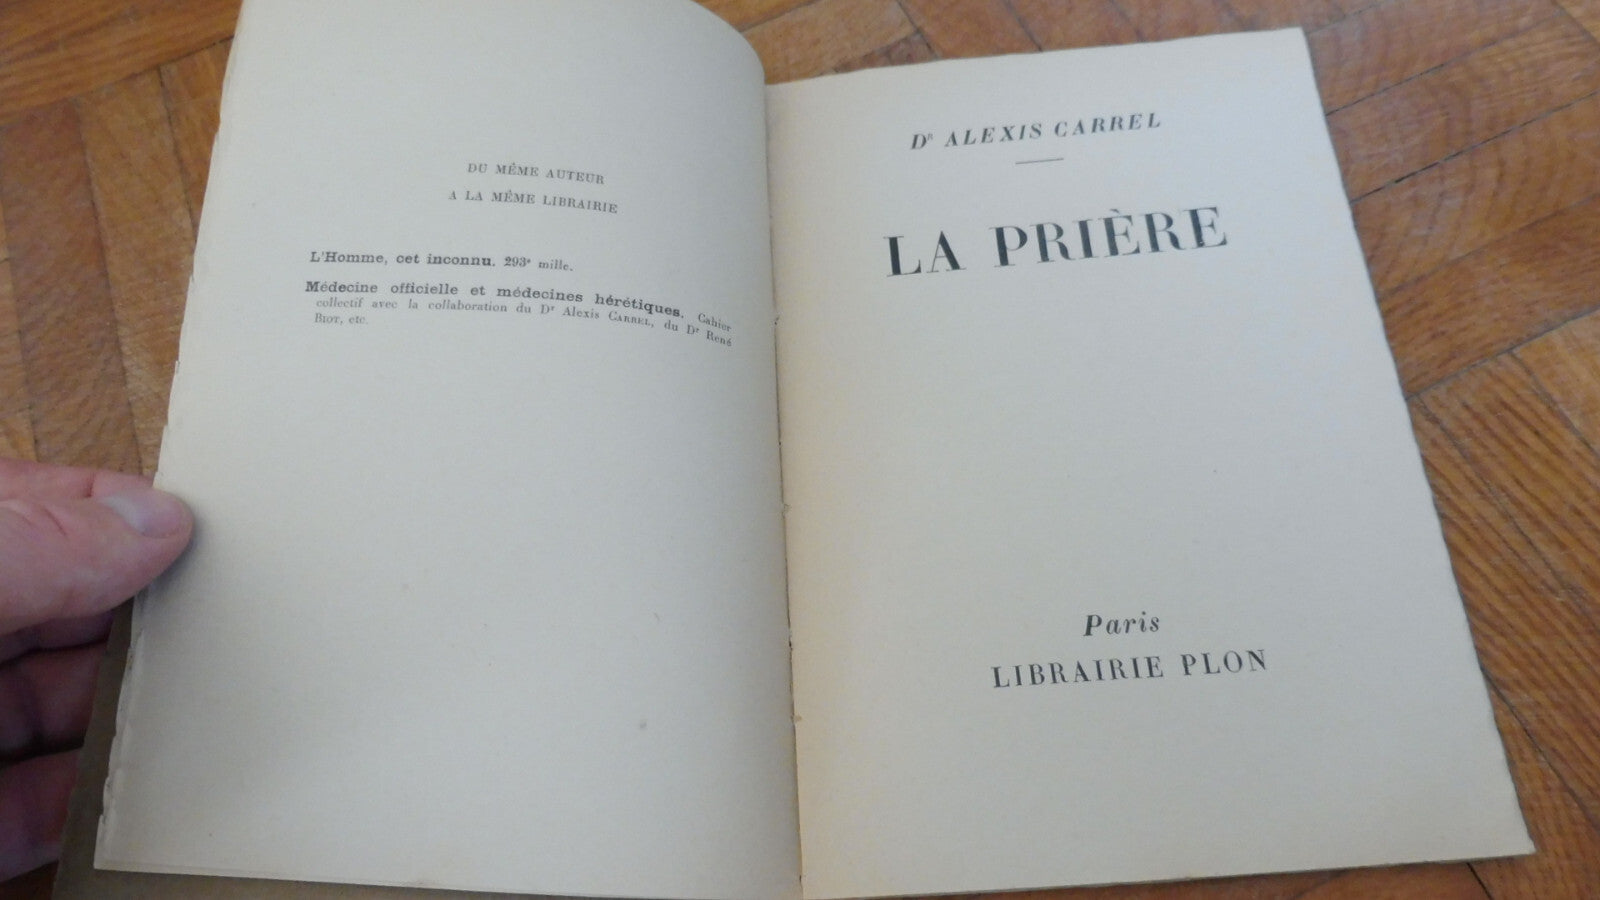 DU MÊME AUTEUR
A LA MÊME LIBRAIRIE
L'Homme, cet inconnu. 293e mille.
Médecine officielle et médecines hérétiques. Cahier
collectif avec la collaboration du Dr Alexis CARREL, du Dr René
BIOT, etc.
Dr ALEXIS CARREL
LA PRIÈRE
Paris
LIBRAIRIE PLON